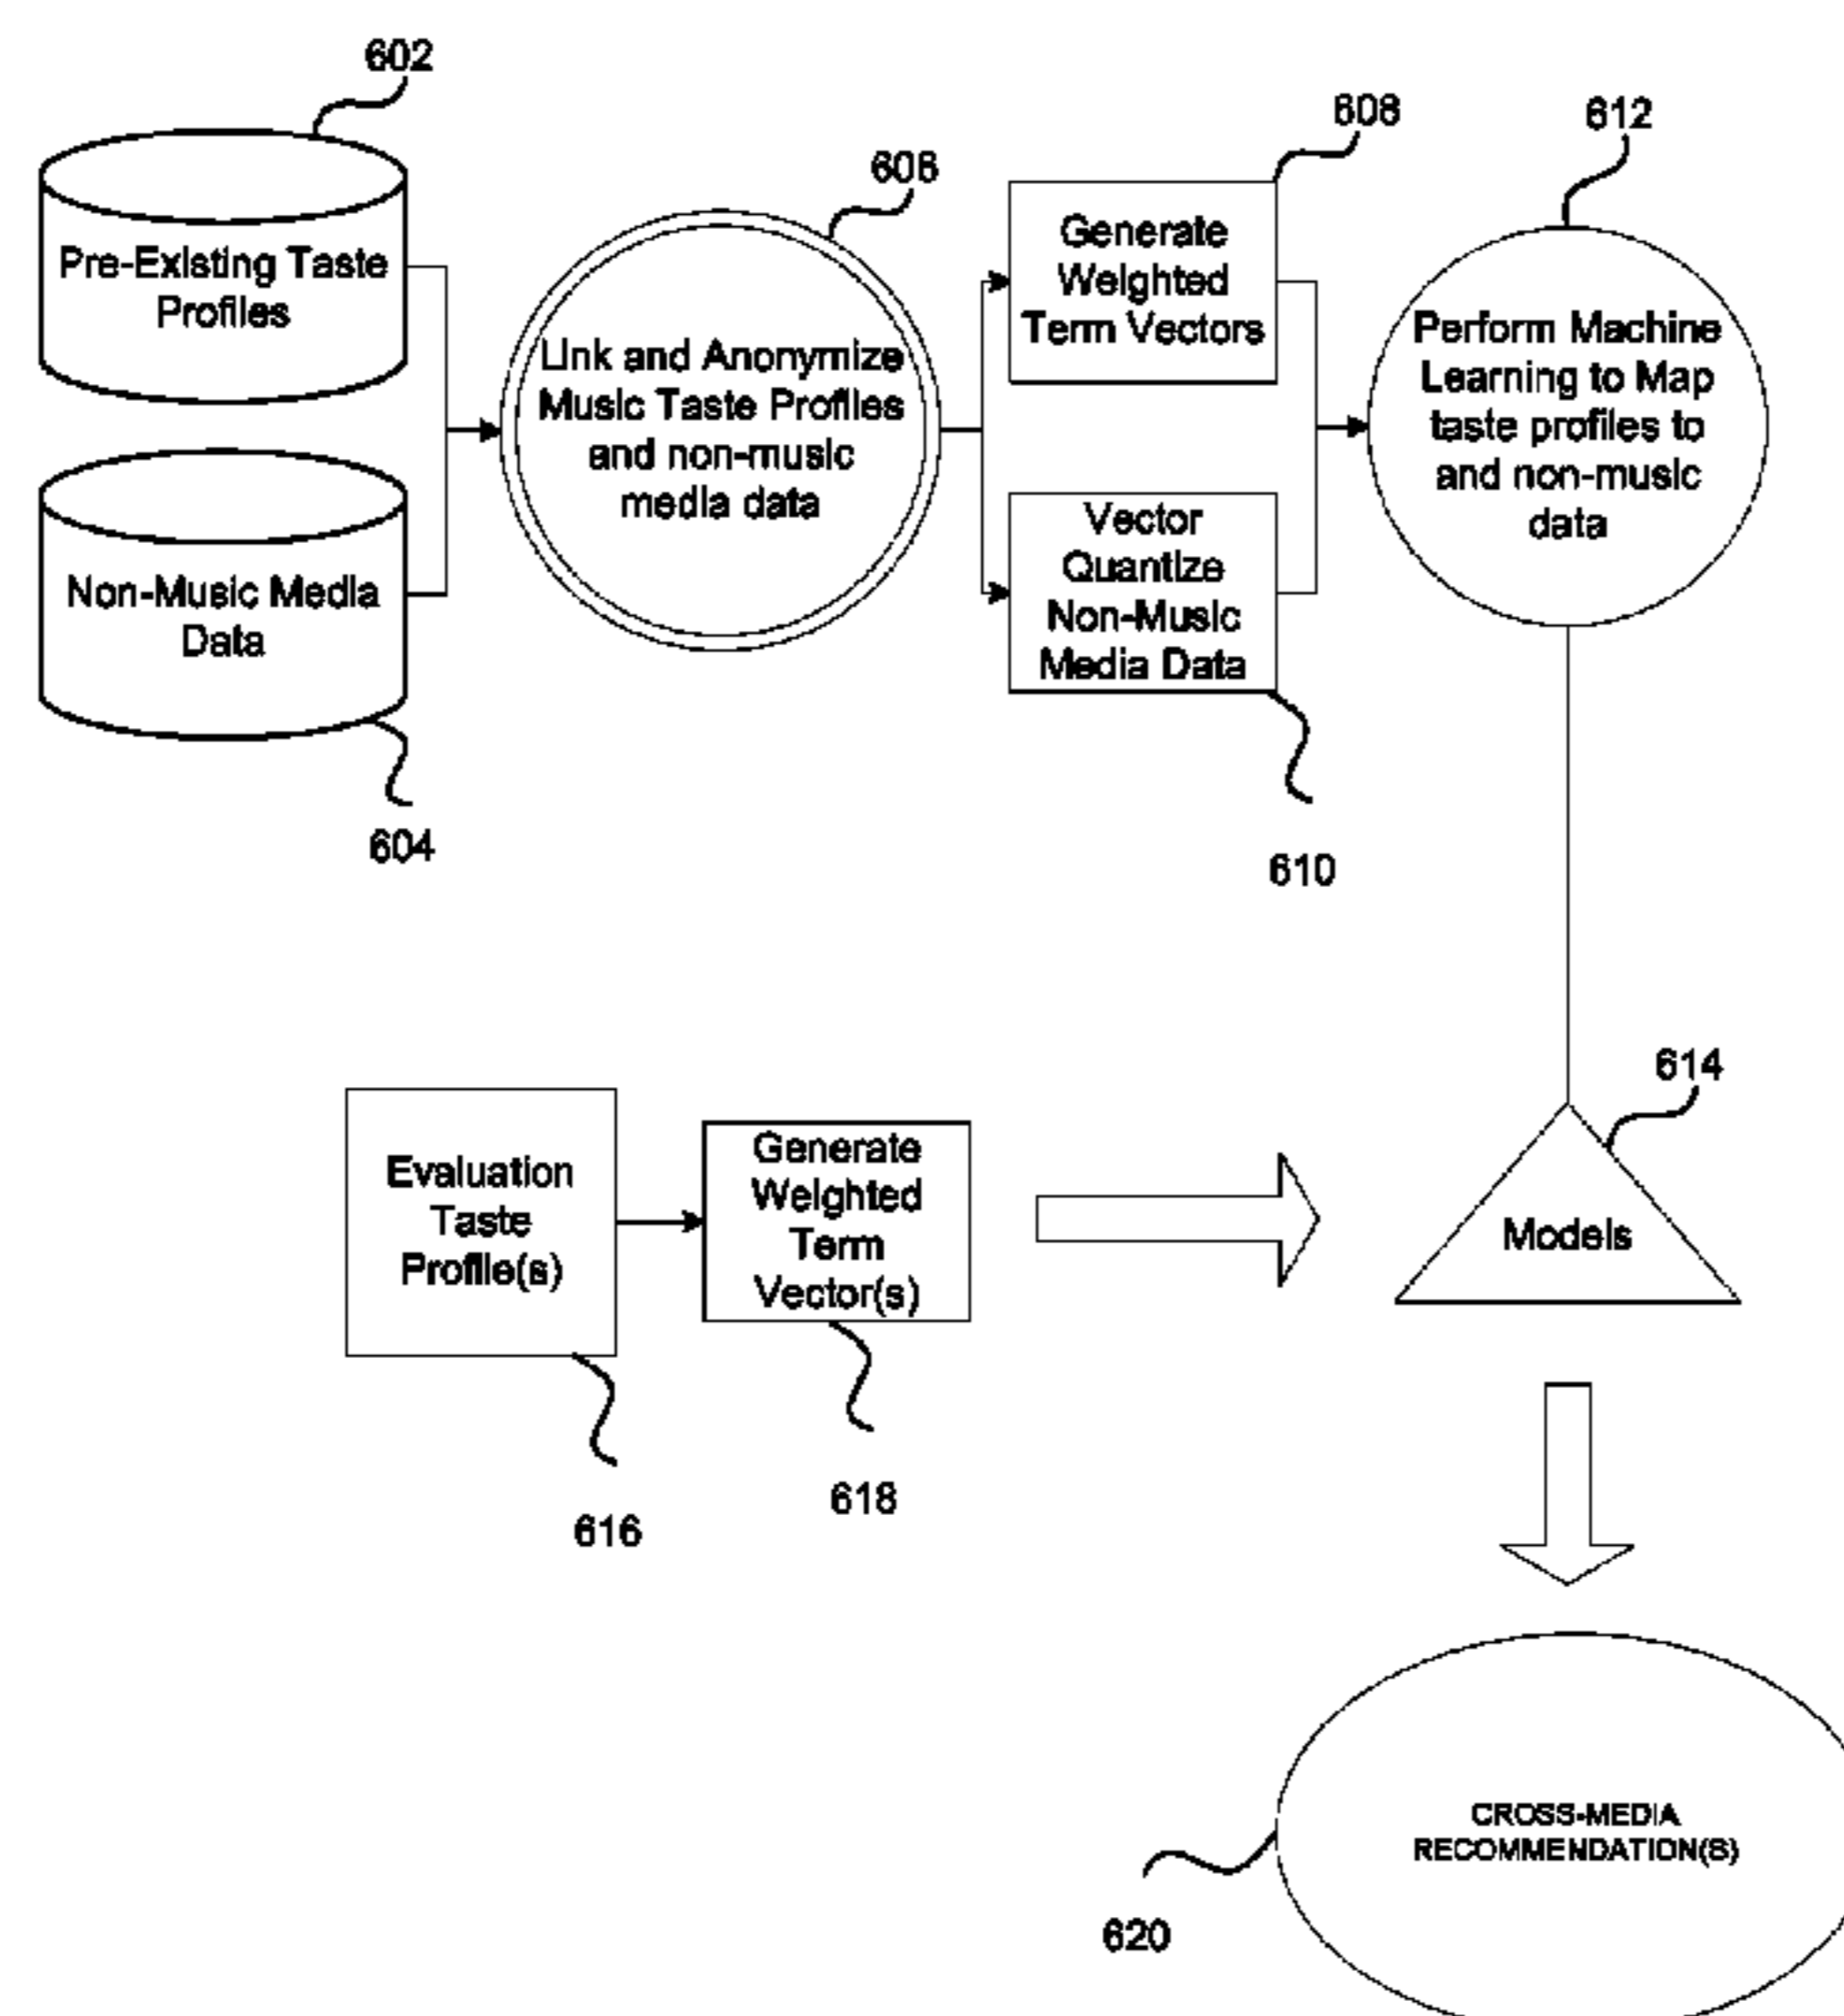 602
Pre-Existing Taste
Profiles
Non-Music Media
Data
604
606
Link and Anonymize
Music Taste Profiles
and non-music
media data
608
Generate
Weighted
Term Vectors
Vector
Quantize
Non-Music
Media Data
610
612
Perform Machine
Learning to Map
taste profiles to
and non-music
data
614
Models
Evaluation
Taste
Profile(s)
616
Generate
Weighted
Term
Vector(s)
618
CROSS-MEDIA
RECOMMENDATION(S)
620